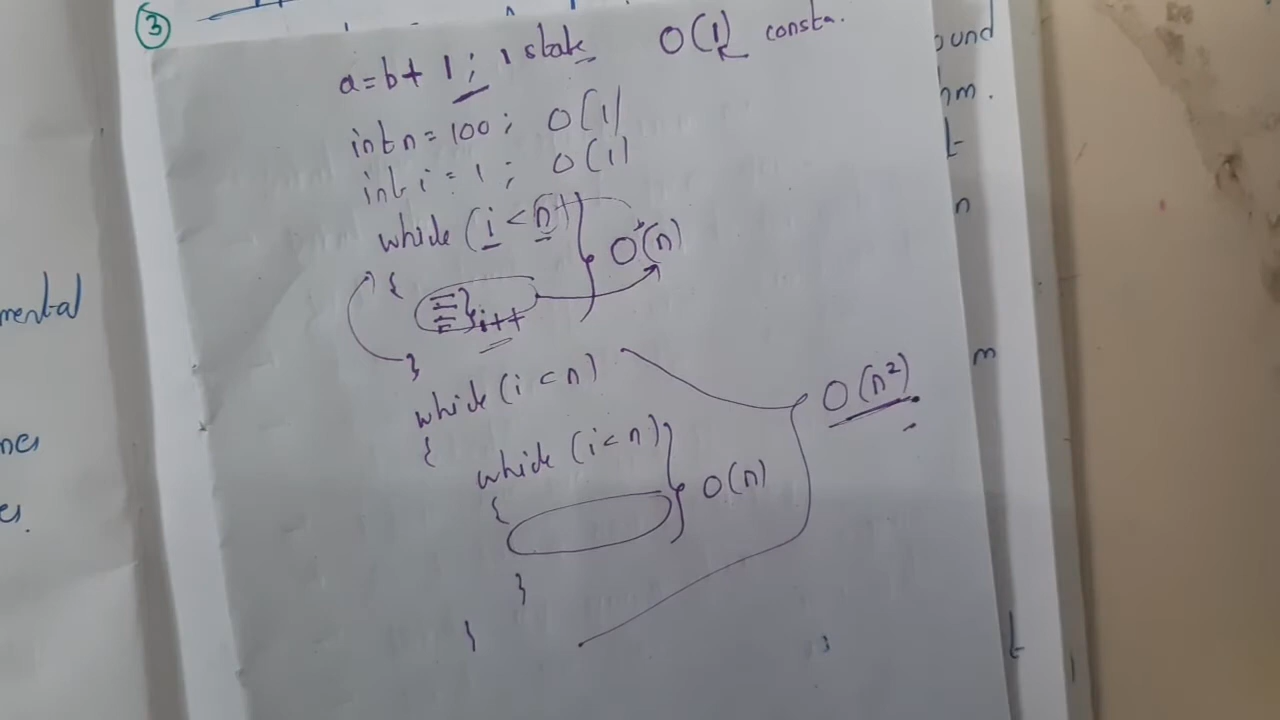 3
a=b+ 1; 1 state O(1) consta.
int n = 100; O(1)
int i = 1; O(1)
while (i < n)
{ O(n)
i++
}
while (i < n)
{ O(n²)
while (i < n)
{ O(n)
}
}
ound
hm.
t
n
m
t
mental
nes
es.